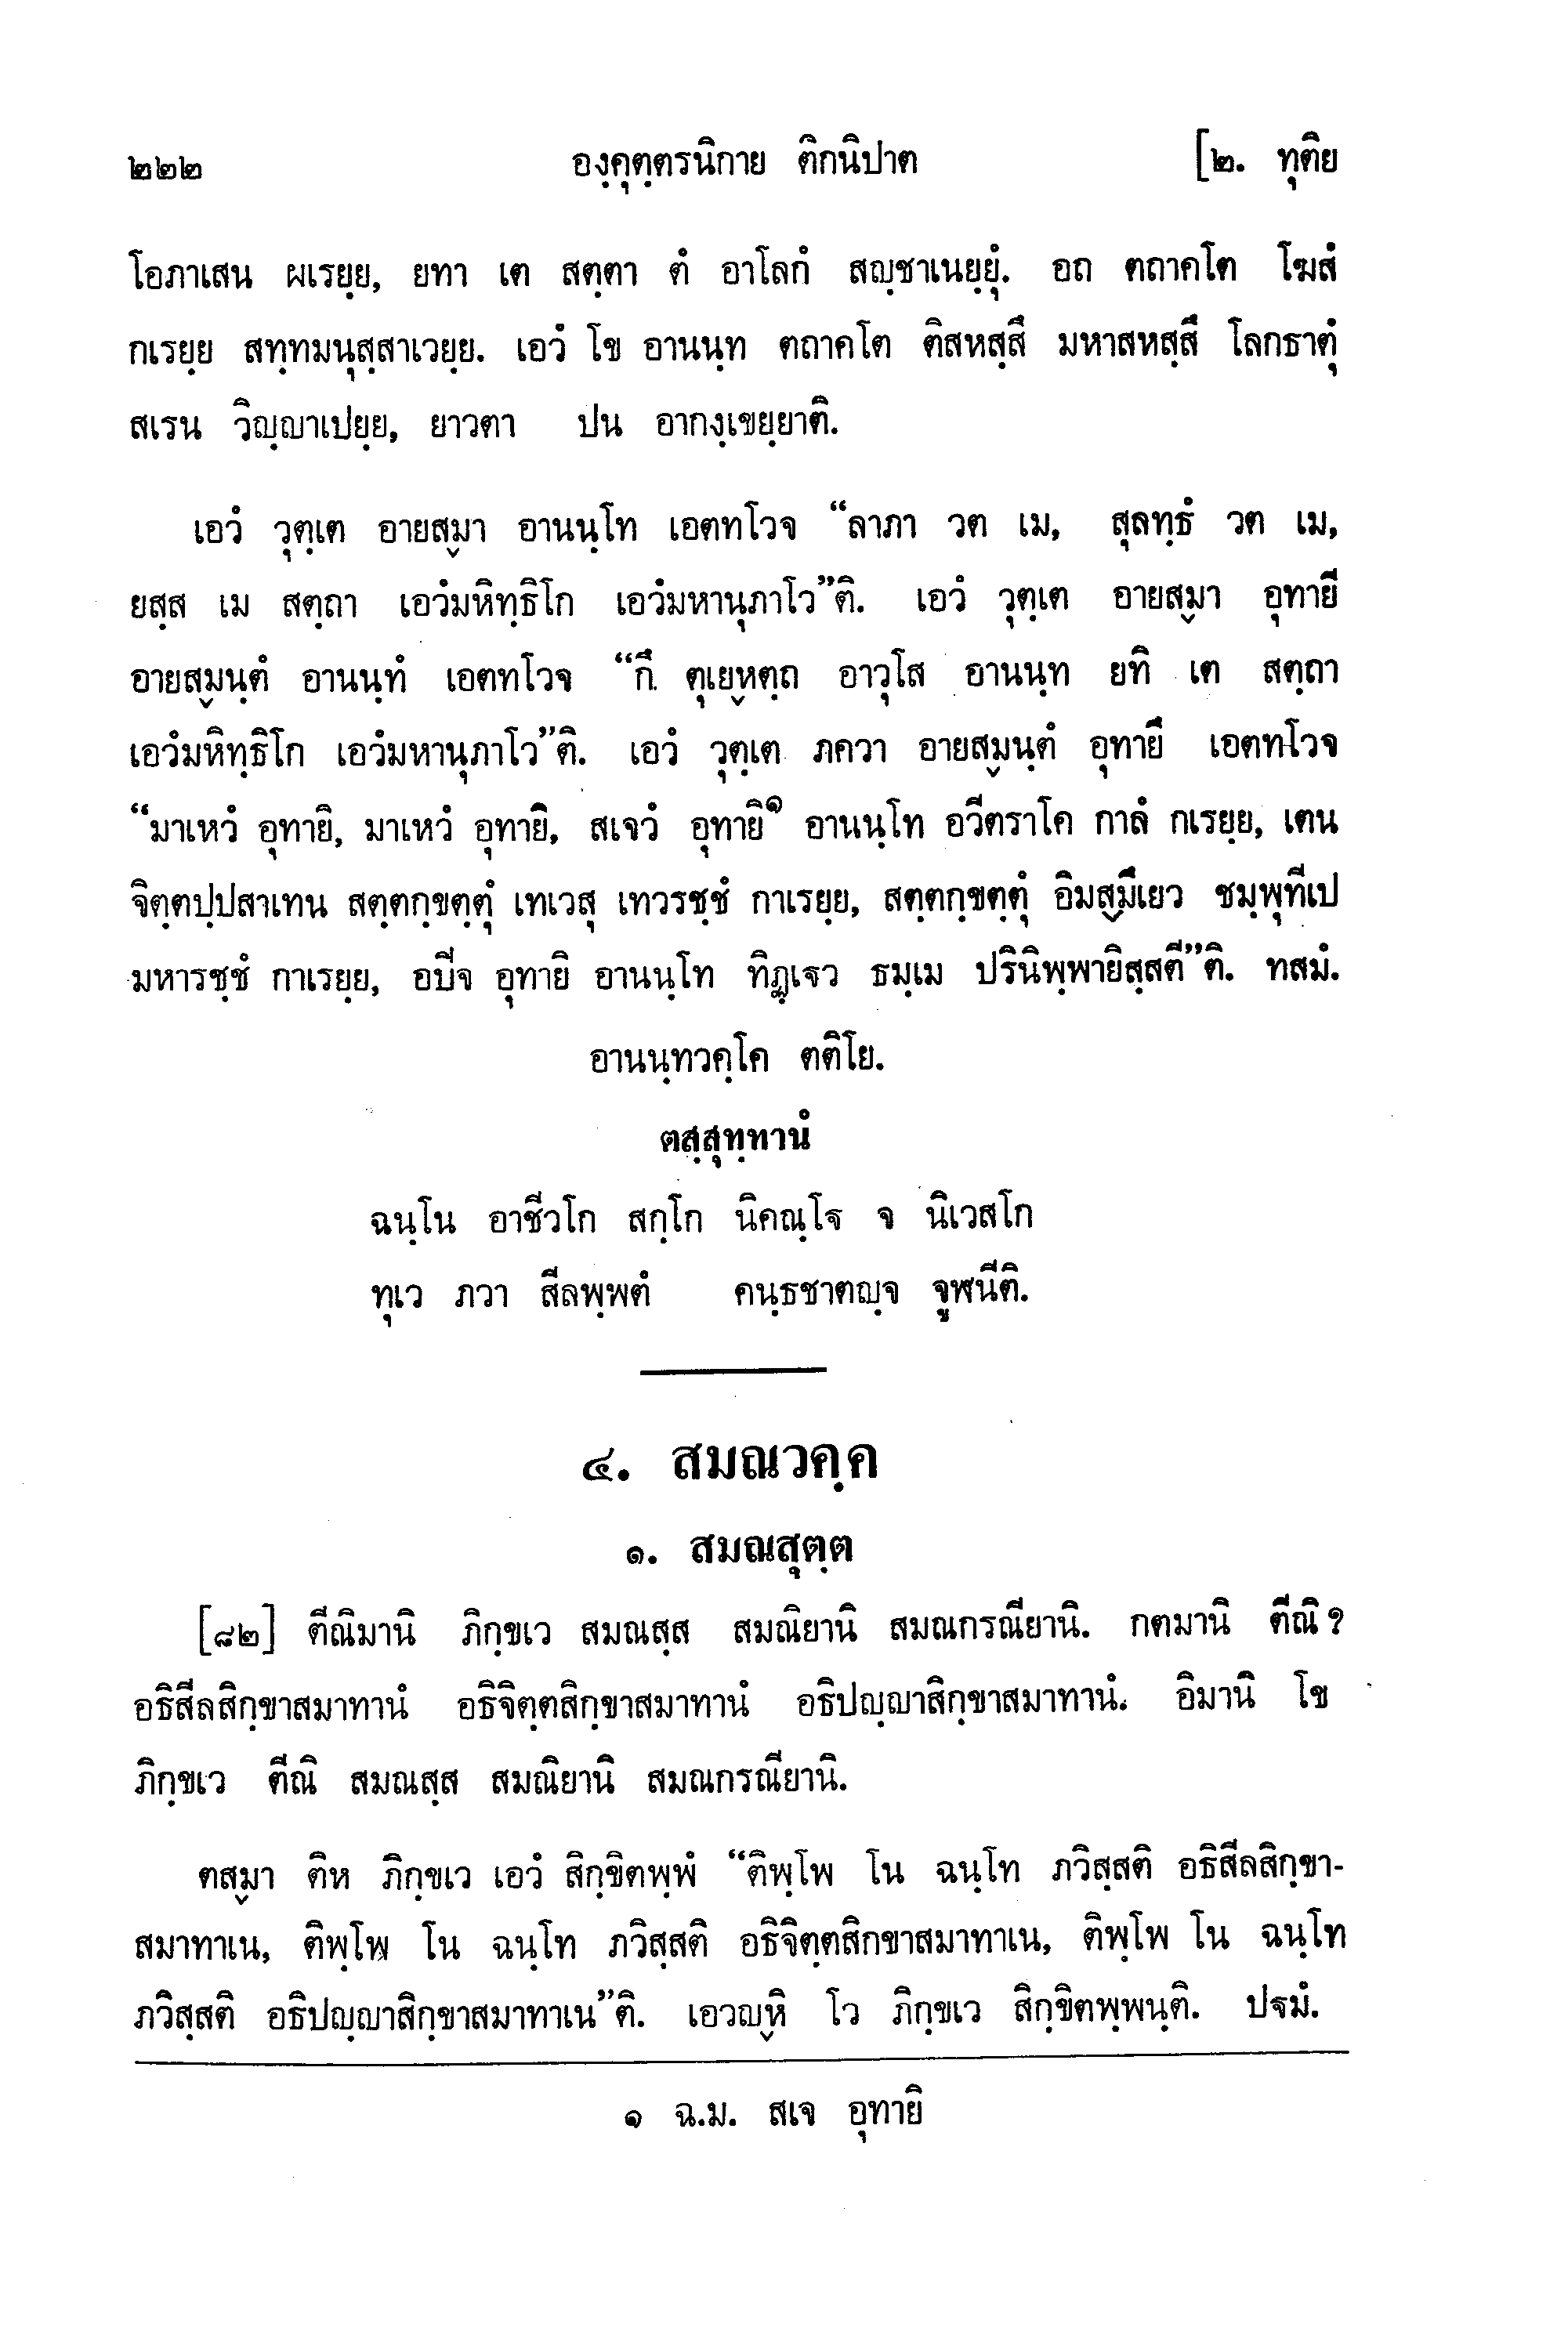 ๒๒๒ องฺคุตฺตรนิกาย ติกนิปาต [๒. ทุติย
โอภาเสน ผเรยฺย, ยทา เต สตฺตา ตํ อาโลกํ สญฺชาเนยฺยุํ. อถ ตถาคโต โฆสํ
กเรยฺย สทฺทมนุสฺสาเวยฺย. เอวํ โข อานนฺท ตถาคโต ติสหสฺสึ มหาสหสฺสึ โลกธาตุํ
สเรน วิญฺญาเปยฺย, ยาวตา ปน อากงฺเขยฺยาติ.
เอวํ วุตฺเต อายสฺมา อานนฺโท เอตทโวจ “ลาภา วต เม, สุลทฺธํ วต เม,
ยสฺส เม สตฺถา เอวํมหิทฺธิโก เอวํมหานุภาโว”ติ. เอวํ วุตฺเต อายสฺมา อุทายี
อายสฺมนฺตํ อานนฺทํ เอตทโวจ “กึ ตุเยฺหตฺถ อาวุโส อานนฺท ยทิ เต สตฺถา
เอวํมหิทฺธิโก เอวํมหานุภาโว”ติ. เอวํ วุตฺเต ภควา อายสฺมนฺตํ อุทายึ เอตทโวจ
“มาเหวํ อุทายิ, มาเหวํ อุทายิ, สเจวํ อุทายิ๑ อานนฺโท อวีตราโค กาลํ กเรยฺย, เตน
จิตฺตปฺปสาเทน สตฺตกฺขตฺตุํ เทเวสุ เทวรชฺชํ กาเรยฺย, สตฺตกฺขตฺตุํ อิมสฺมึเยว ชมฺพุทีเป
มหารชฺชํ กาเรยฺย, อปิจ อุทายิ อานนฺโท ทิฏฺเฐว ธมฺเม ปรินิพฺพายิสฺสตี”ติ. ทสมํ.
อานนฺทวคฺโค ตติโย.
ตสฺสุทฺทานํ
ฉนฺโน อาชีวโก สกฺโก นิคณฺโฐ จ นิเวสโก
ทุเว ภวา สีลพฺพตํ คนฺธชาตญฺจ จูฬนีติ.
๔. สมณวคฺค
๑. สมณสุตฺต
[๘๒] ตีณิมานิ ภิกฺขเว สมณสฺส สมณิยานิ สมณกรณียานิ. กตมานิ ตีณิ ?
อธิสีลสิกฺขาสมาทานํ อธิจิตฺตสิกฺขาสมาทานํ อธิปญฺญาสิกฺขาสมาทานํ. อิมานิ โข
ภิกฺขเว ตีณิ สมณสฺส สมณิยานิ สมณกรณียานิ.
ตสฺมา ติห ภิกฺขเว เอวํ สิกฺขิตพฺพํ “ติพฺโพ โน ฉนฺโท ภวิสฺสติ อธิสีลสิกฺขา-
สมาทาเน, ติพฺโพ โน ฉนฺโท ภวิสฺสติ อธิจิตฺตสิกขาสมาทาเน, ติพฺโพ โน ฉนฺโท
ภวิสฺสติ อธิปญฺญาสิกฺขาสมาทาเน”ติ. เอวญฺหิ โว ภิกฺขเว สิกฺขิตพฺพนฺติ. ปฐมํ.
๑ ฉ.ม. สเจ อุทายิ